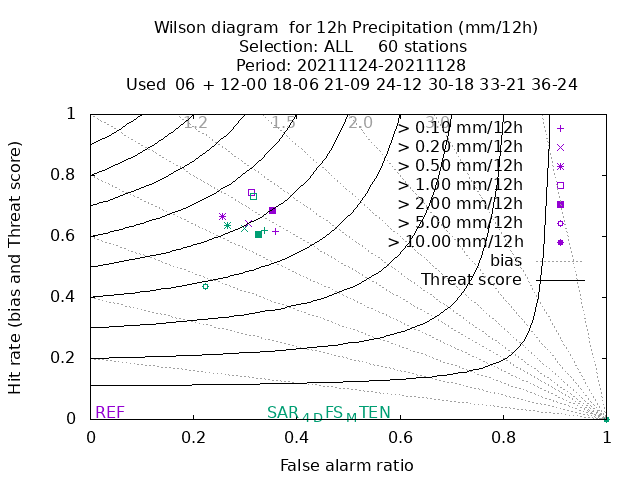 Wilson diagram  for 12h Precipitation (mm/12h)
Selection: ALL     60 stations
Period: 20211124-20211128
Used  06 + 12-00 18-06 21-09 24-12 30-18 33-21 36-24
1.2 1.5 2.0 3.0
> 0.10 mm/12h
> 0.20 mm/12h
> 0.50 mm/12h
> 1.00 mm/12h
> 2.00 mm/12h
> 5.00 mm/12h
> 10.00 mm/12h
bias
Threat score
1
0.8
0.6
0.4
0.2
0
Hit rate (bias and Threat score)
REF SAR4DFSMTEN
0 0.2 0.4 0.6 0.8 1
False alarm ratio